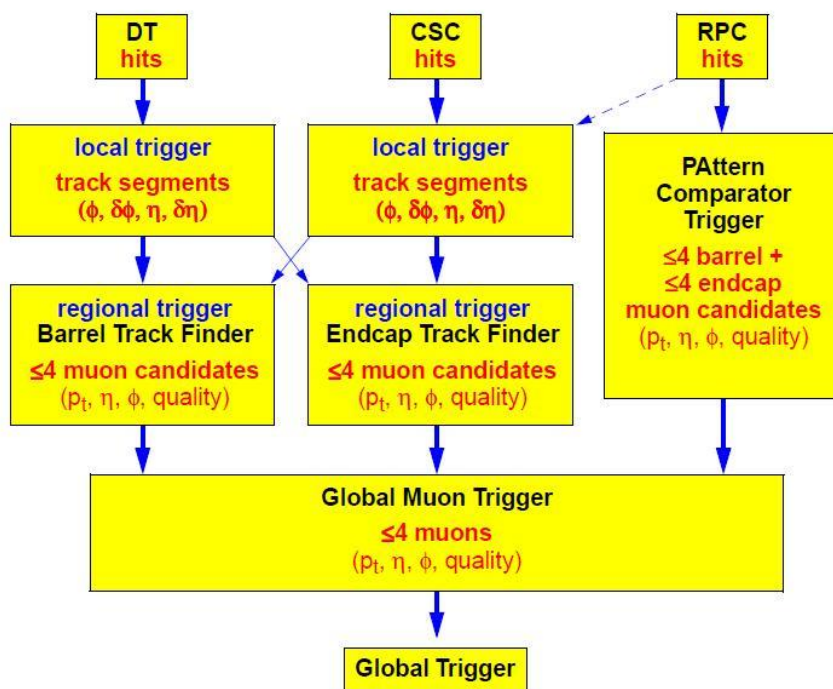 DT
hits
CSC
hits
RPC
hits
local trigger
track segments
(ϕ, δϕ, η, δη)
local trigger
track segments
(ϕ, δϕ, η, δη)
PAttern
Comparator
Trigger
≤4 barrel +
≤4 endcap
muon candidates
(pt, η, ϕ, quality)
regional trigger
Barrel Track Finder
≤4 muon candidates
(pt, η, ϕ, quality)
regional trigger
Endcap Track Finder
≤4 muon candidates
(pt, η, ϕ, quality)
Global Muon Trigger
≤4 muons
(pt, η, ϕ, quality)
Global Trigger